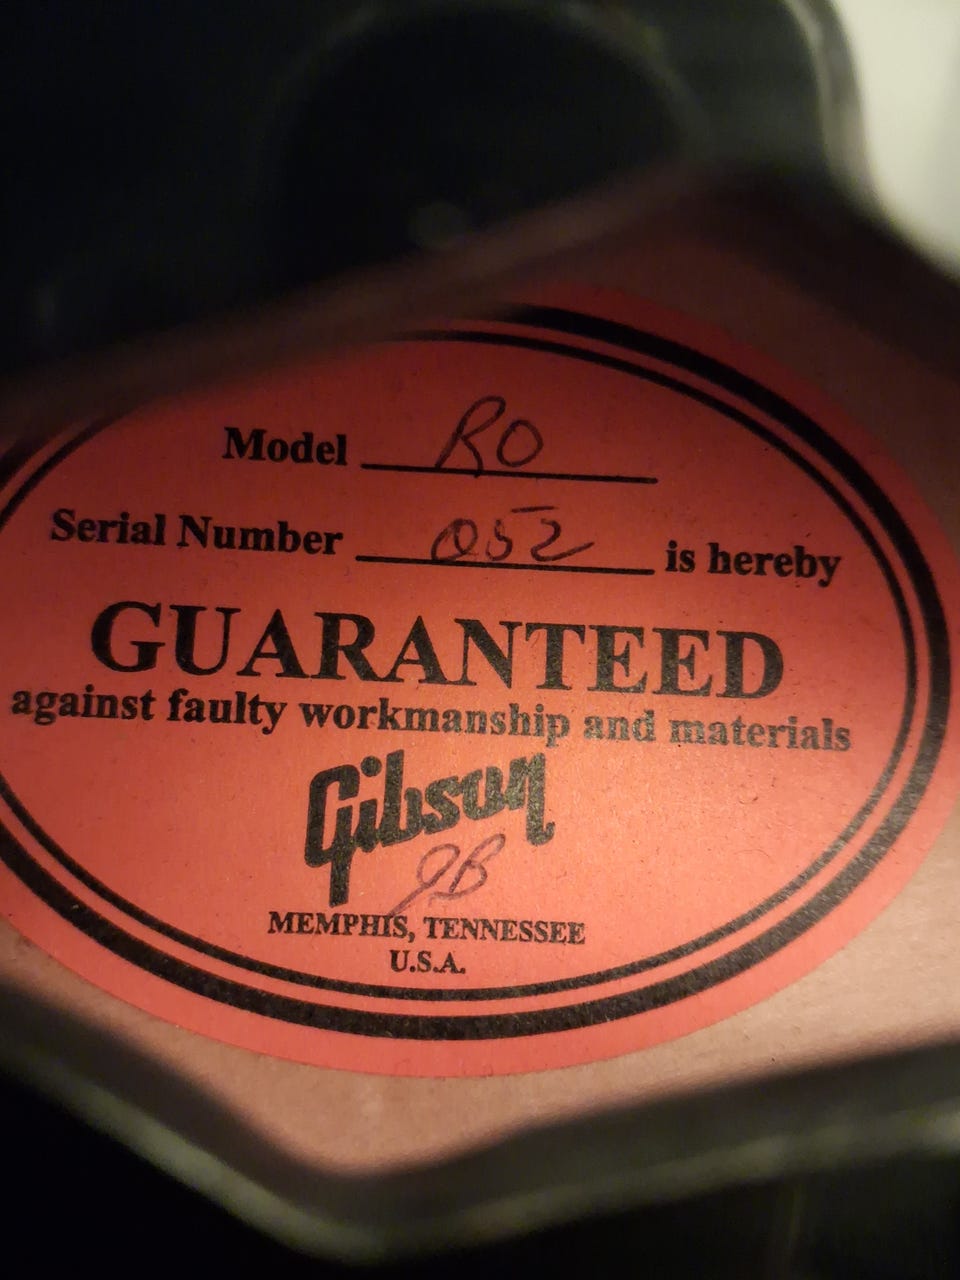 Model RO
Serial Number 052 is hereby
GUARANTEED
against faulty workmanship and materials
Gibson
JB
MEMPHIS, TENNESSEE
U.S.A.